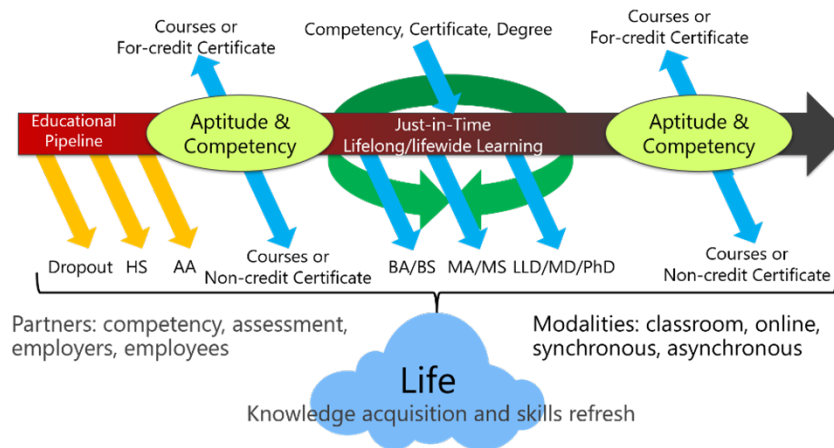 Courses or
For-credit Certificate
Competency, Certificate, Degree
Courses or
For-credit Certificate
Educational
Pipeline
Aptitude &
Competency
Just-in-Time
Lifelong/lifewide Learning
Aptitude &
Competency
Dropout
HS
AA
Courses or
Non-credit Certificate
BA/BS
MA/MS
LLD/MD/PhD
Courses or
Non-credit Certificate
Partners: competency, assessment,
employers, employees
Modalities: classroom, online,
synchronous, asynchronous
Life
Knowledge acquisition and skills refresh